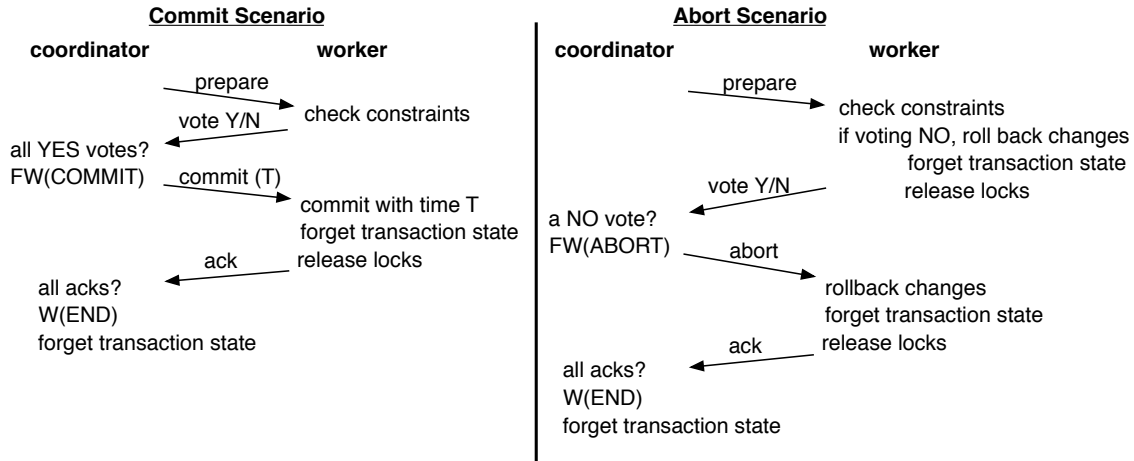 Commit Scenario
coordinator
worker
prepare
check constraints
vote Y/N
all YES votes?
FW(COMMIT)
commit (T)
commit with time T
forget transaction state
release locks
ack
all acks?
W(END)
forget transaction state
Abort Scenario
coordinator
worker
prepare
check constraints
if voting NO, roll back changes
forget transaction state
release locks
vote Y/N
a NO vote?
FW(ABORT)
abort
rollback changes
forget transaction state
release locks
ack
all acks?
W(END)
forget transaction state